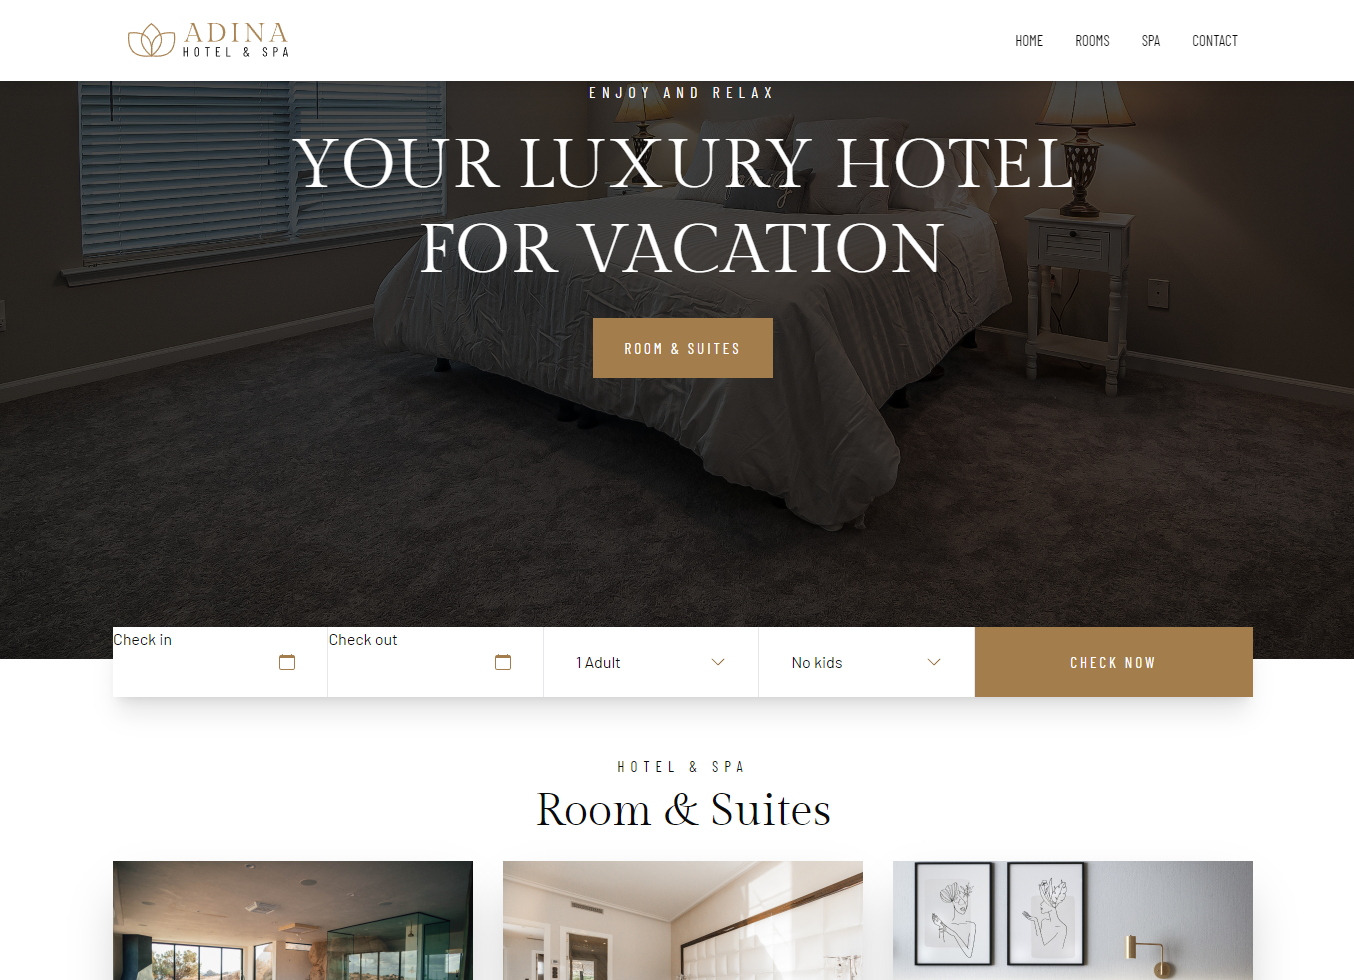 ADINA
HOTEL & SPA
HOME
ROOMS
SPA
CONTACT
ENJOY AND RELAX
YOUR LUXURY HOTEL
FOR VACATION
ROOM & SUITES
Check in
Check out
1 Adult
No kids
CHECK NOW
HOTEL & SPA
Room & Suites